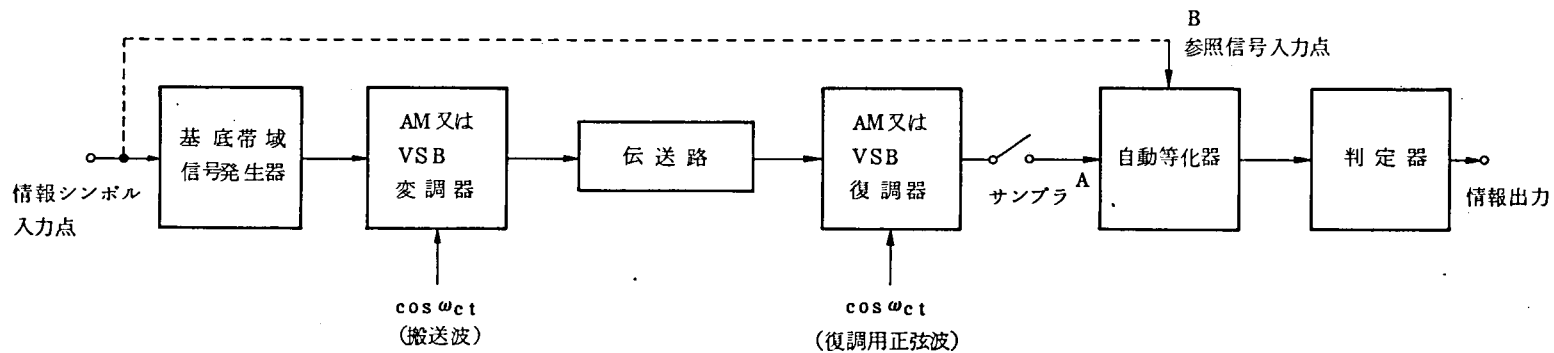 B
参照信号入力点
基底帯域
信号発生器
AM又は
VSB
変調器
伝送路
AM又は
VSB
復調器
サンプラ
A
自動等化器
判定器
情報シンボル
入力点
情報出力
cos ωct
(搬送波)
cos ωct
(復調用正弦波)